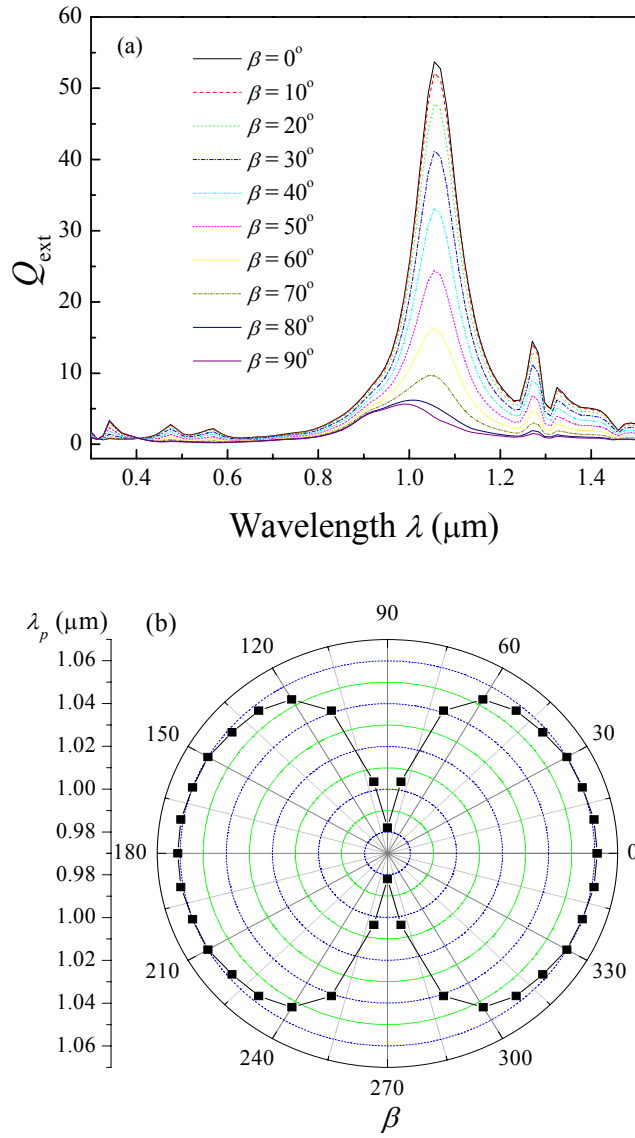 60
50
40
30
20
10
0
Q_ext
(a)
β = 0°
β = 10°
β = 20°
β = 30°
β = 40°
β = 50°
β = 60°
β = 70°
β = 80°
β = 90°
0.4 0.6 0.8 1.0 1.2 1.4
Wavelength λ (μm)
λ_p (μm)
(b)
1.06
1.04
1.02
1.00
0.98
0.98
1.00
1.02
1.04
1.06
0
30
60
90
120
150
180
210
240
270
300
330
β